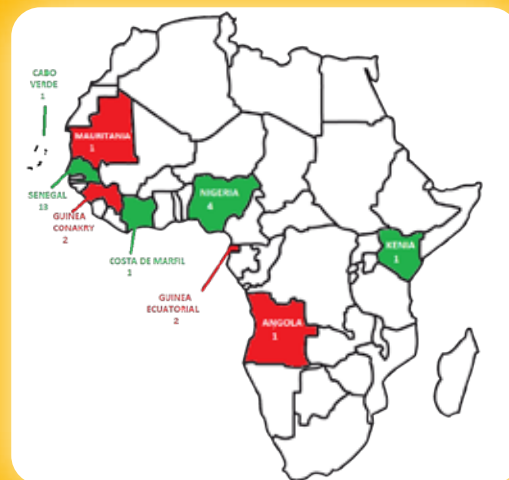 CABO
VERDE
1
MAURITANIA
1
SENEGAL
13
GUINEA
CONAKRY
2
NIGERIA
6
COSTA DE MARFIL
1
KENIA
1
GUINEA
ECUATORIAL
2
ANGOLA
1